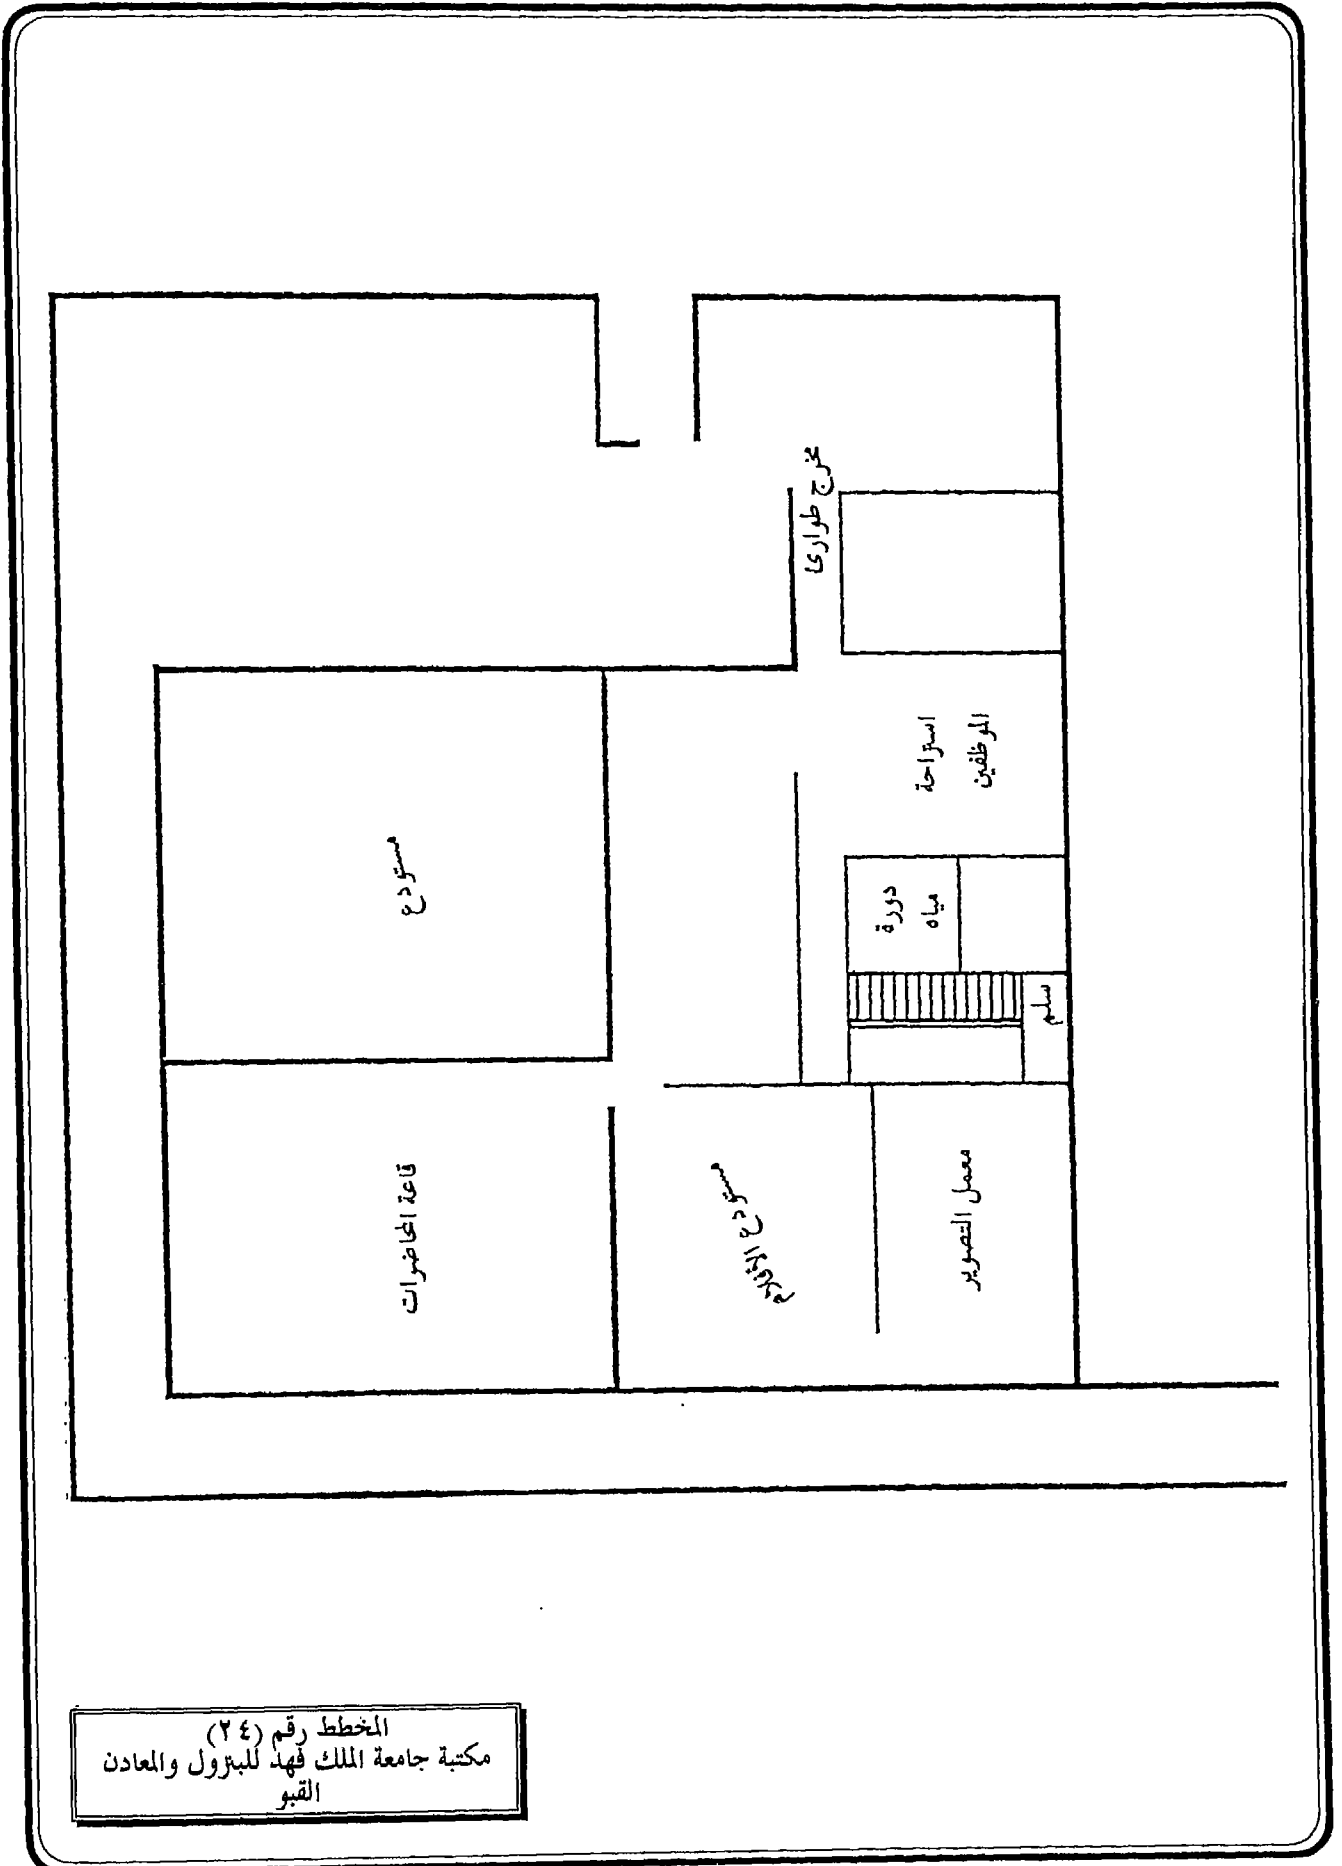 مخرج طوارئ
استراحة
الموظفين
مستودع
دورة
مياه
سلم
قاعة المحاضرات
مستودع الأفلام
معمل التصوير
المخطط رقم (٢٤)
مكتبة جامعة الملك فهد للبترول والمعادن
القبو